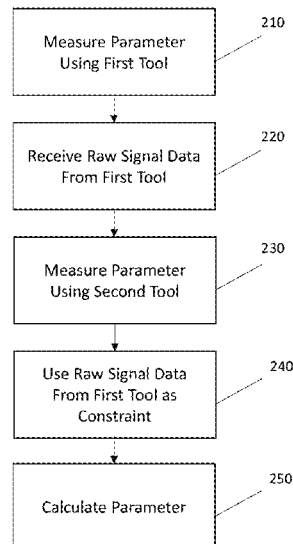 Measure Parameter
Using First Tool
210
Receive Raw Signal Data
From First Tool
220
Measure Parameter
Using Second Tool
230
Use Raw Signal Data
From First Tool as
Constraint
240
Calculate Parameter
250